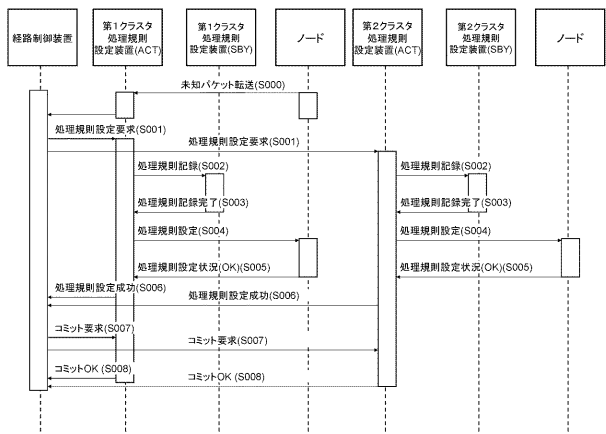 経路制御装置
第1クラスタ
処理規則
設定装置(ACT)
第1クラスタ
処理規則
設定装置(SBY)
ノード
第2クラスタ
処理規則
設定装置(ACT)
第2クラスタ
処理規則
設定装置(SBY)
ノード
未知パケット転送(S000)
処理規則設定要求(S001)
処理規則設定要求(S001)
処理規則記録(S002)
処理規則記録(S002)
処理規則記録完了(S003)
処理規則記録完了(S003)
処理規則設定(S004)
処理規則設定(S004)
処理規則設定状況(OK)(S005)
処理規則設定状況(OK)(S005)
処理規則設定成功(S006)
処理規則設定成功(S006)
コミット要求(S007)
コミット要求(S007)
コミットOK (S008)
コミットOK (S008)